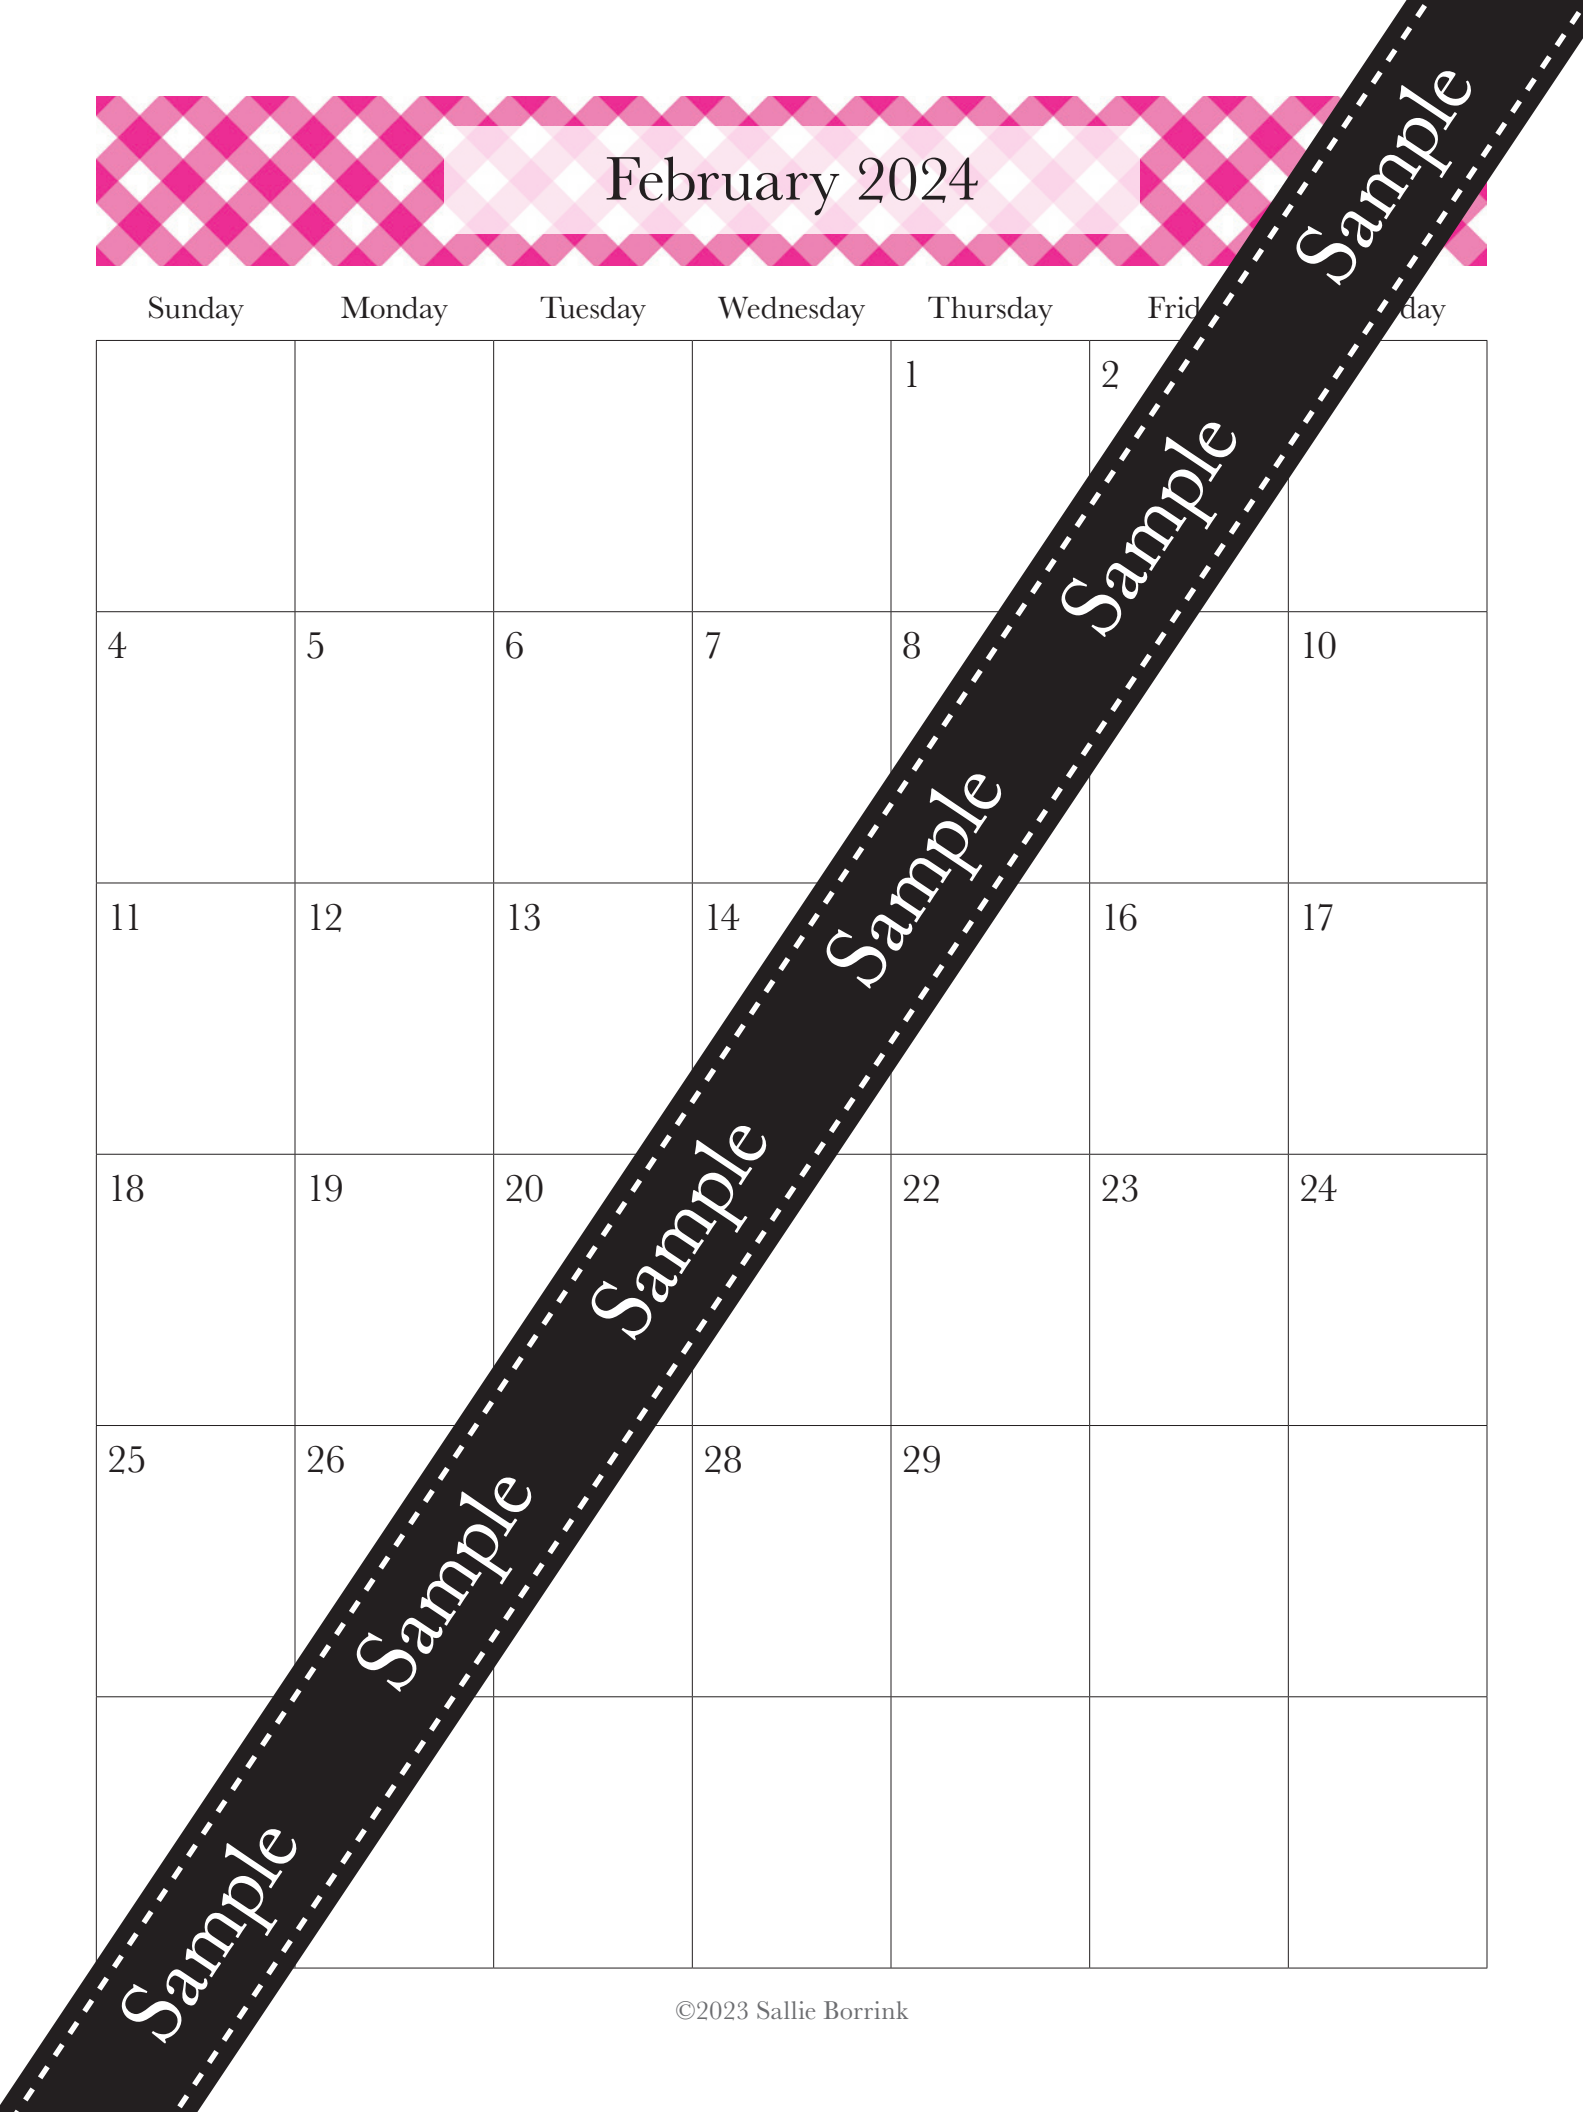 February 2024
Sunday Monday Tuesday Wednesday Thursday Frid day
1 2
4 5 6 7 8 10
11 12 13 14 16 17
18 19 20 22 23 24
25 26 28 29
Sample
Sample
Sample
Sample
Sample
Sample
©2023 Sallie Borrink